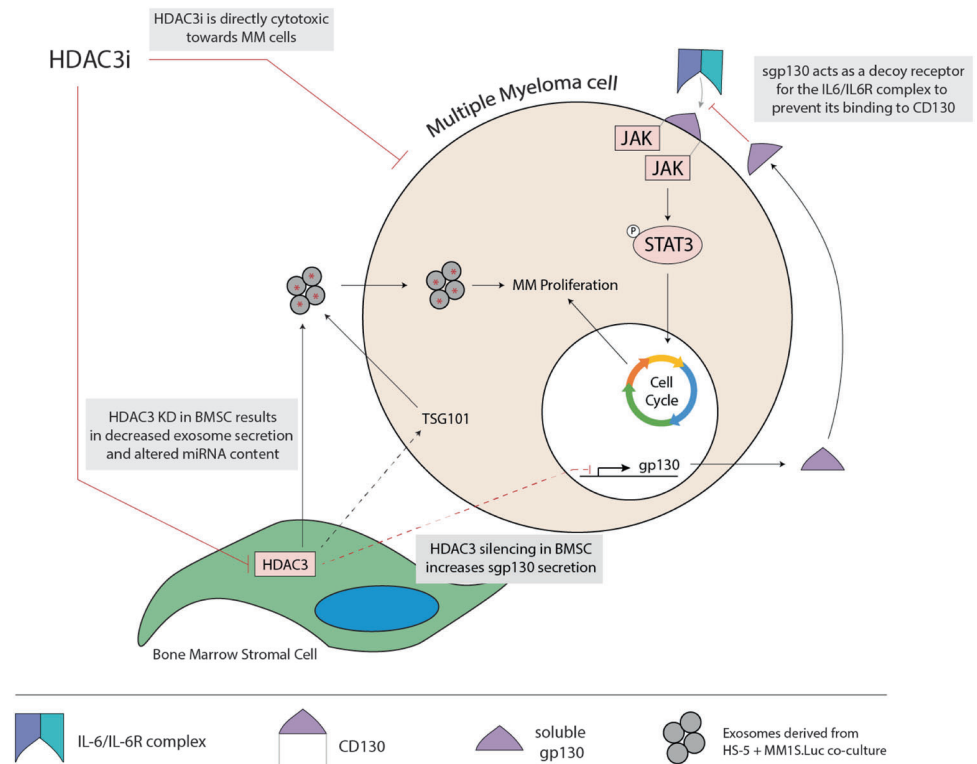 HDAC3i is directly cytotoxic
towards MM cells
HDAC3i
Multiple Myeloma cell
sgp130 acts as a decoy receptor
for the IL6/IL6R complex to
prevent its binding to CD130
JAK
JAK
P
STAT3
MM Proliferation
Cell
Cycle
HDAC3 KD in BMSC results
in decreased exosome secretion
and altered miRNA content
TSG101
gp130
HDAC3 silencing in BMSC
increases sgp130 secretion
HDAC3
Bone Marrow Stromal Cell
IL-6/IL-6R complex
CD130
soluble
gp130
Exosomes derived from
HS-5 + MM1S.Luc co-culture